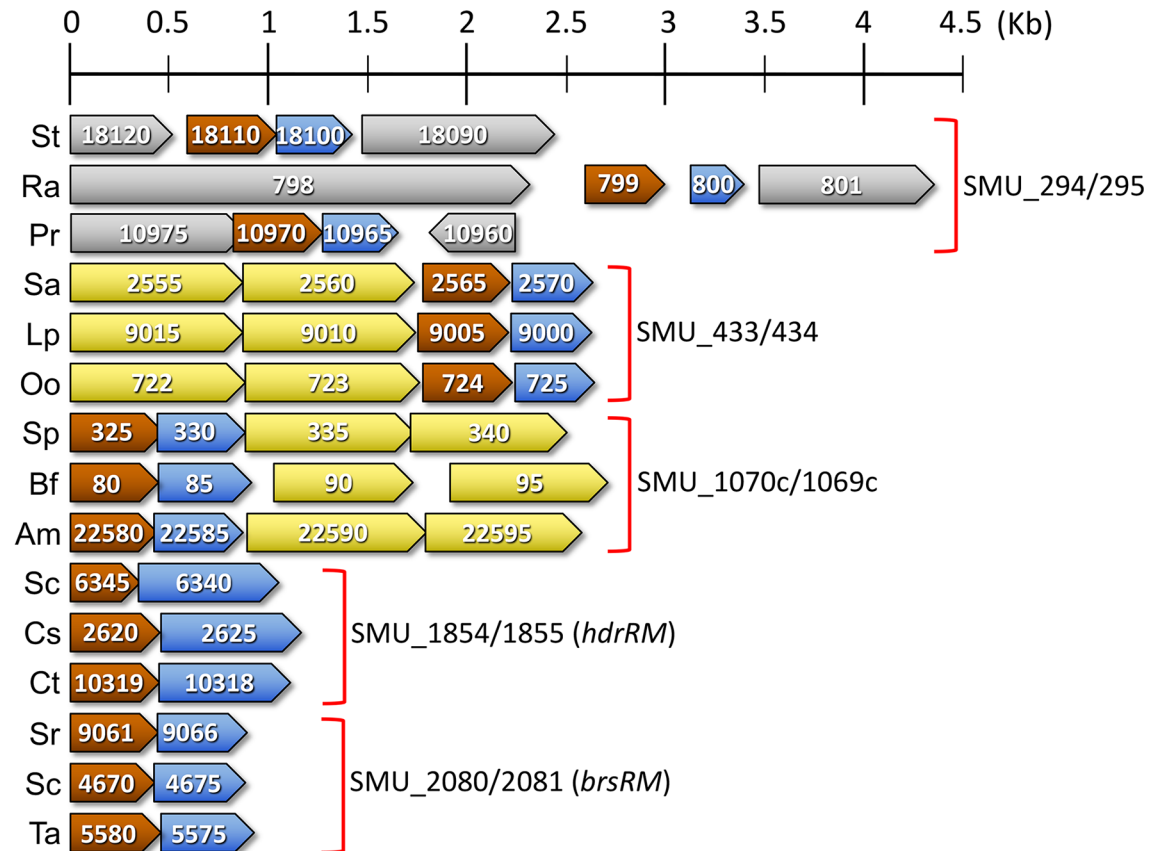 0 0.5 1 1.5 2 2.5 3 3.5 4 4.5 (Kb)
St 18120 18110 18100 18090
Ra 798 799 800 801 SMU_294/295
Pr 10975 10970 10965 10960
Sa 2555 2560 2565 2570
Lp 9015 9010 9005 9000 SMU_433/434
Oo 722 723 724 725
Sp 325 330 335 340
Bf 80 85 90 95 SMU_1070c/1069c
Am 22580 22585 22590 22595
Sc 6345 6340
Cs 2620 2625 SMU_1854/1855 (hdrRM)
Ct 10319 10318
Sr 9061 9066
Sc 4670 4675 SMU_2080/2081 (brsRM)
Ta 5580 5575